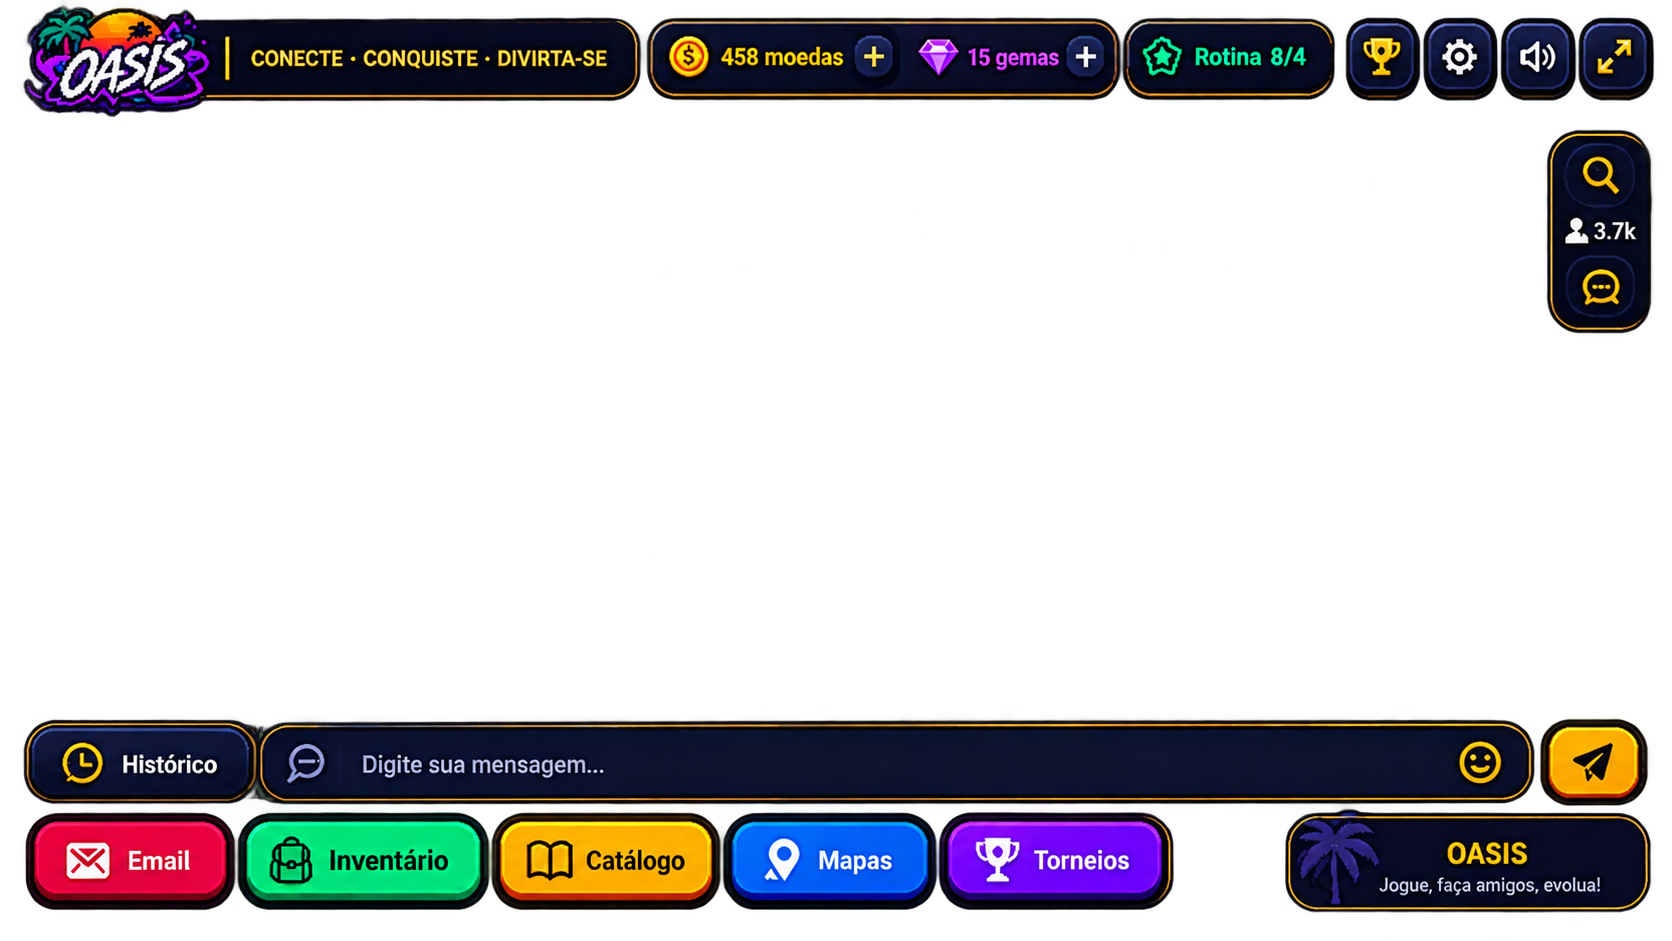 OASIS
CONECTE · CONQUISTE · DIVIRTA-SE
458 moedas
15 gemas
Rotina 8/4
3.7k
Histórico
Digite sua mensagem...
Email
Inventário
Catálogo
Mapas
Torneios
OASIS
Jogue, faça amigos, evolua!